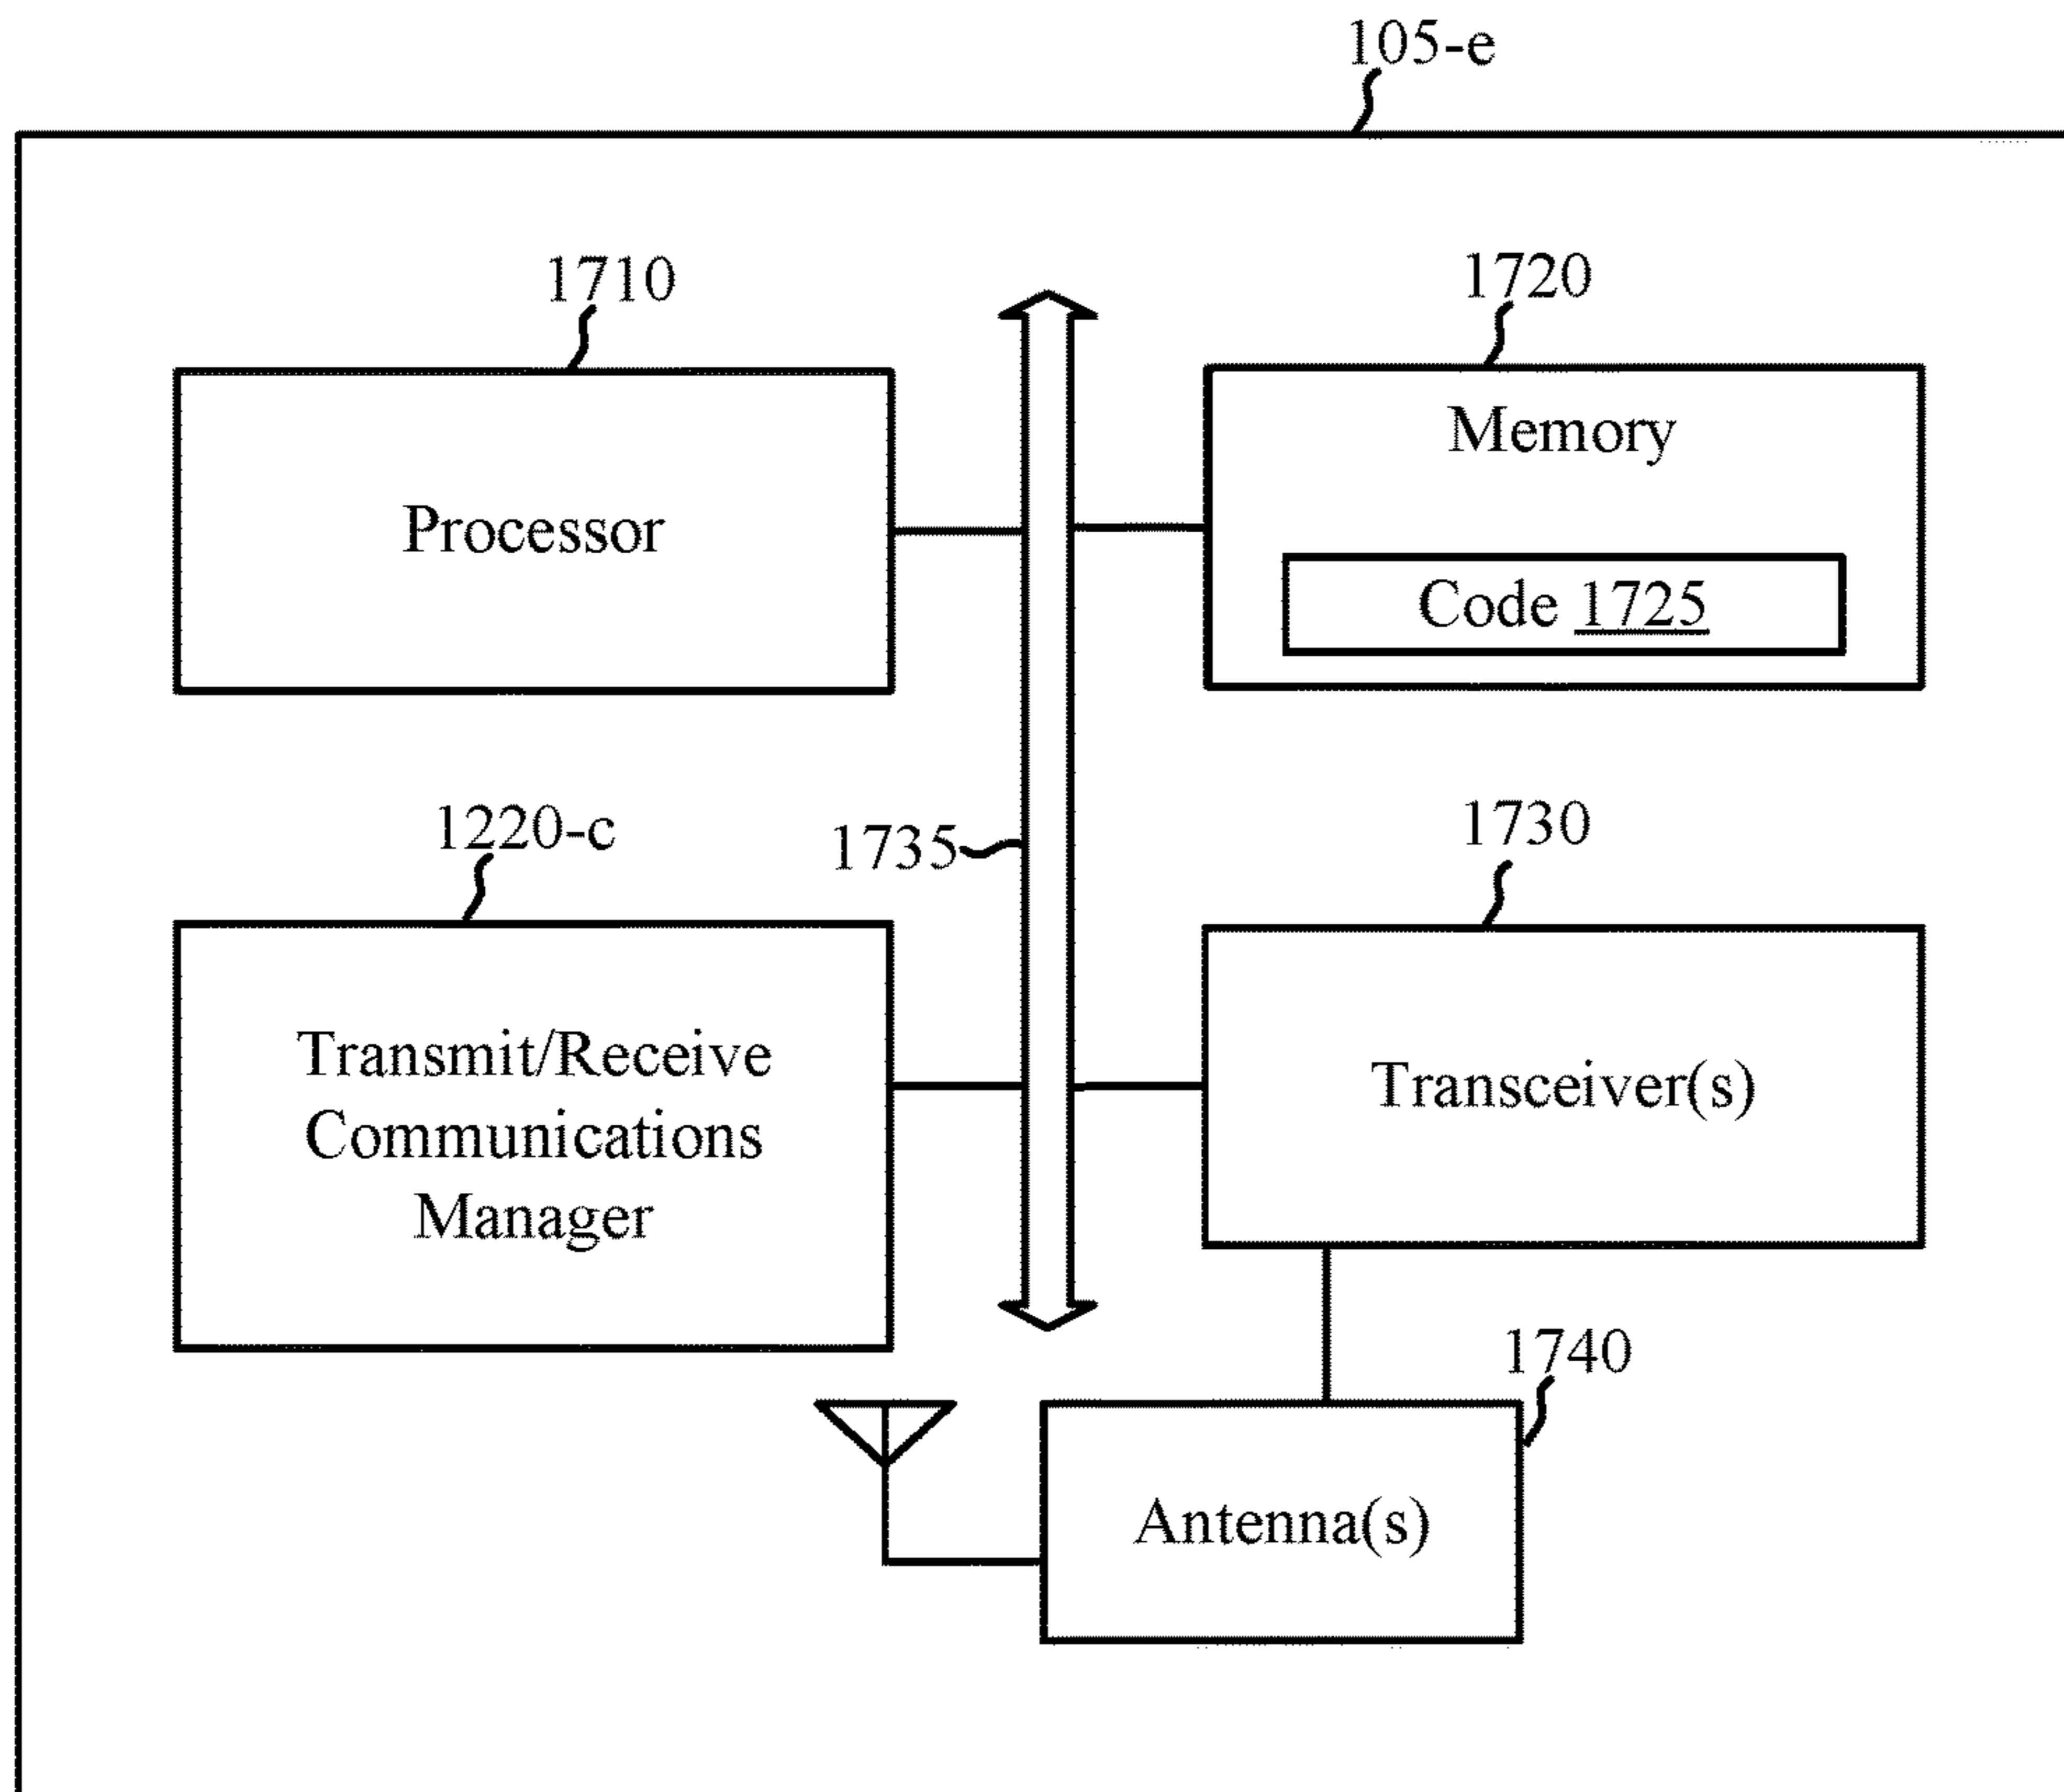 105-e
1710
1720
Processor
Memory
Code 1725
1220-c
1735
1730
Transmit/Receive
Communications
Manager
Transceiver(s)
1740
Antenna(s)